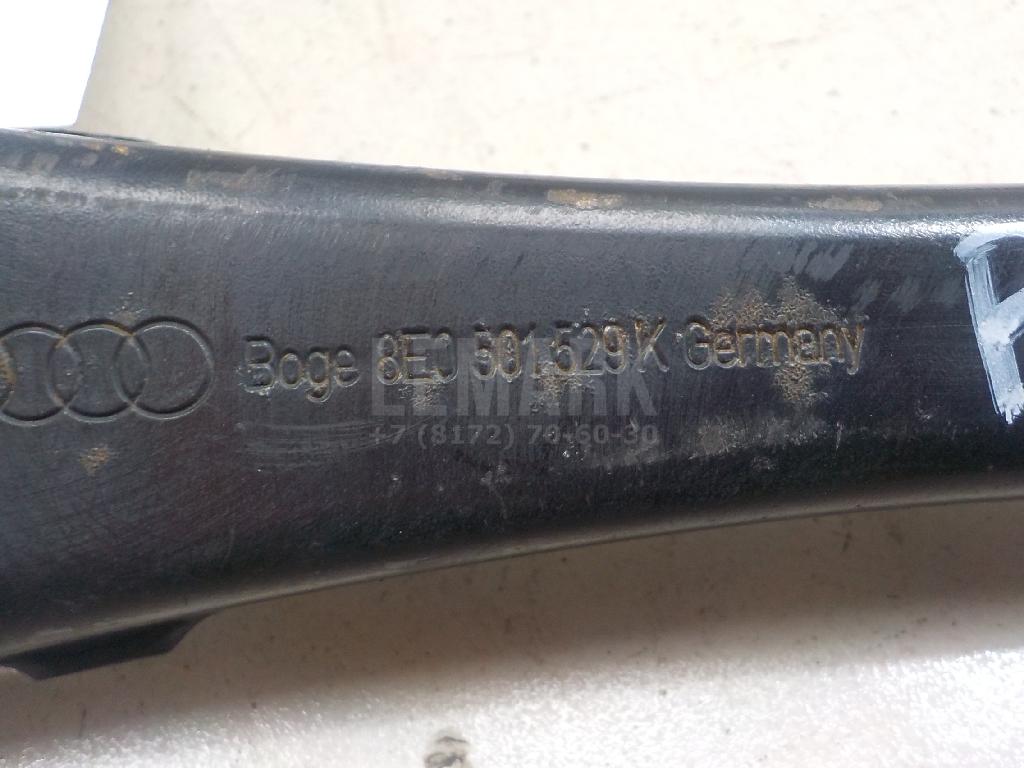 Boge 8E0 501 529 K Germany
LEMARK
+7 (8172) 70-60-30